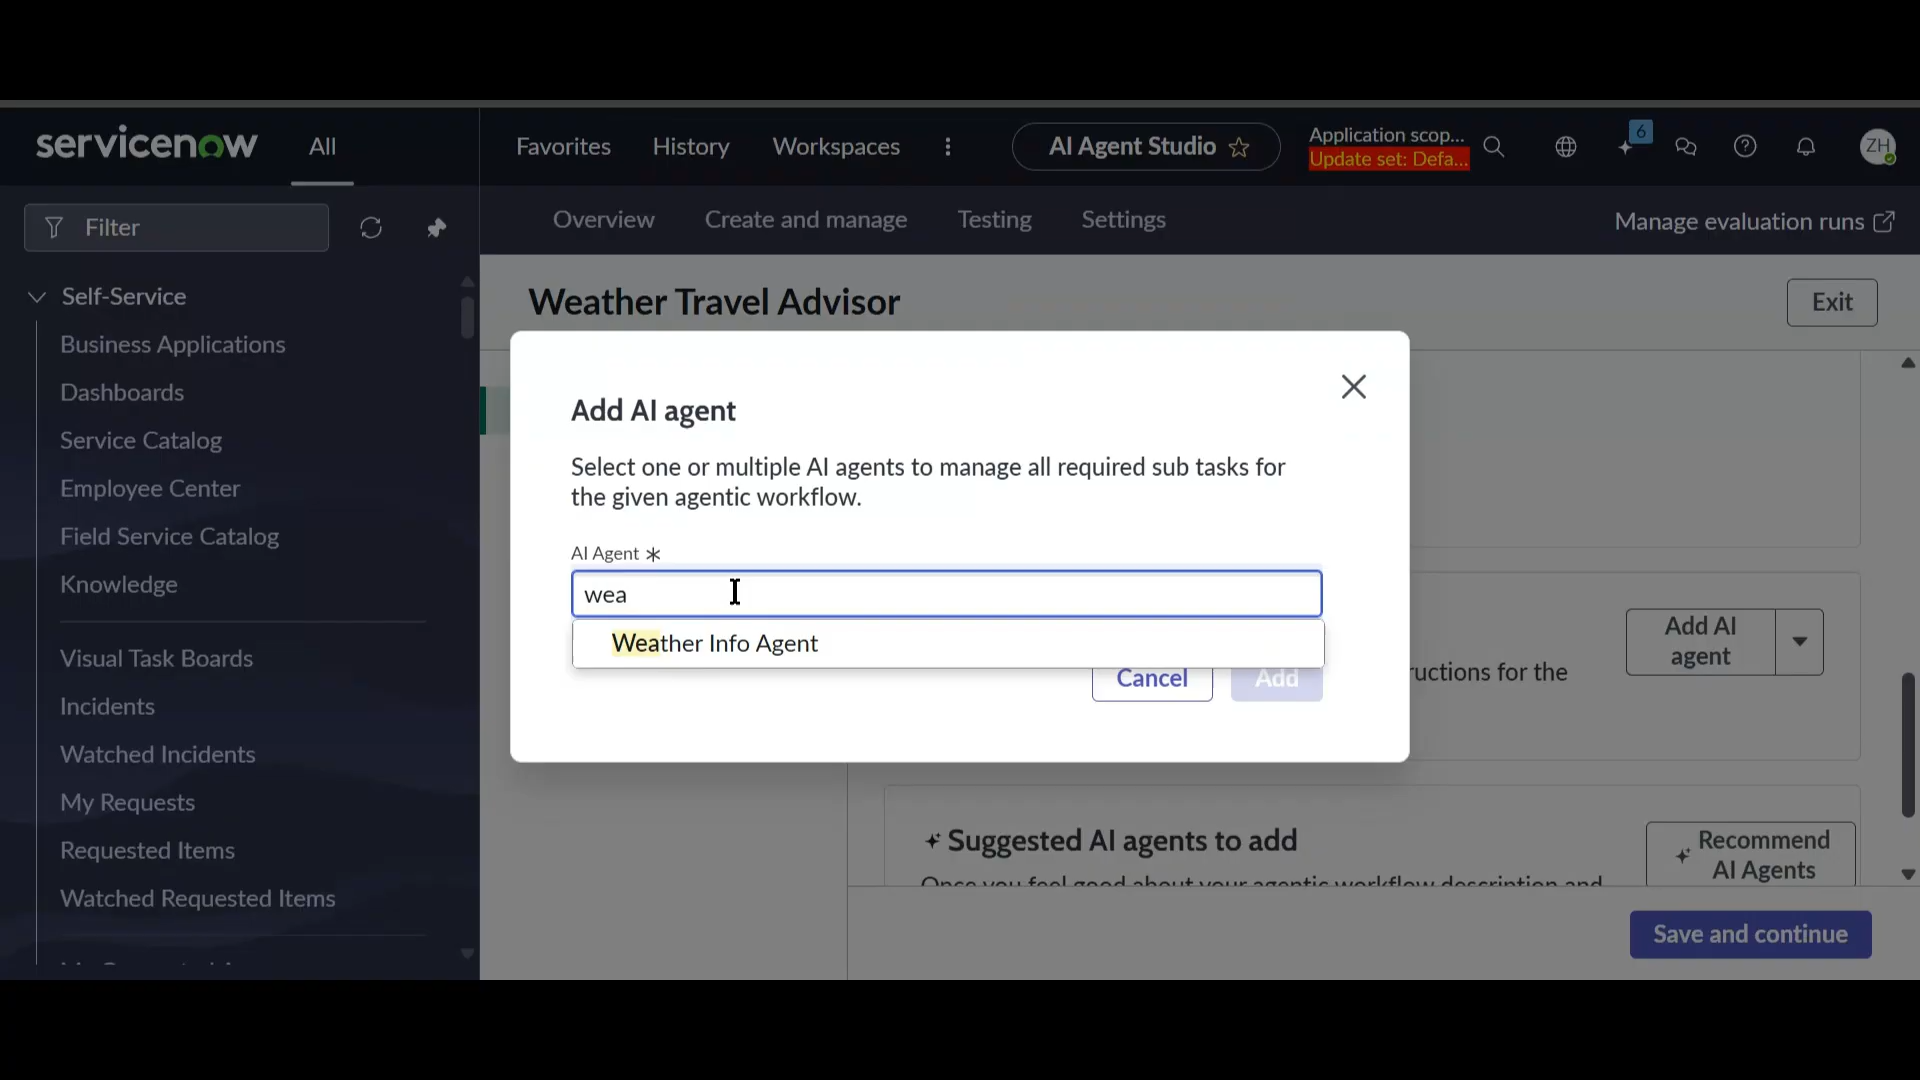 servicenow
All
Favorites
History
Workspaces
AI Agent Studio
Application scop...
Update set: Defa...
6
ZH
Filter
Overview
Create and manage
Testing
Settings
Manage evaluation runs
Self-Service
Business Applications
Dashboards
Service Catalog
Employee Center
Field Service Catalog
Knowledge
Visual Task Boards
Incidents
Watched Incidents
My Requests
Requested Items
Watched Requested Items
Weather Travel Advisor
Exit
Add AI agent
Select one or multiple AI agents to manage all required sub tasks for
the given agentic workflow.
AI Agent *
wea
Weather Info Agent
Cancel
Add
Add AI
agent
ructions for the
Suggested AI agents to add
Recommend
AI Agents
Once you feel good about your agentic workflow description and
Save and continue